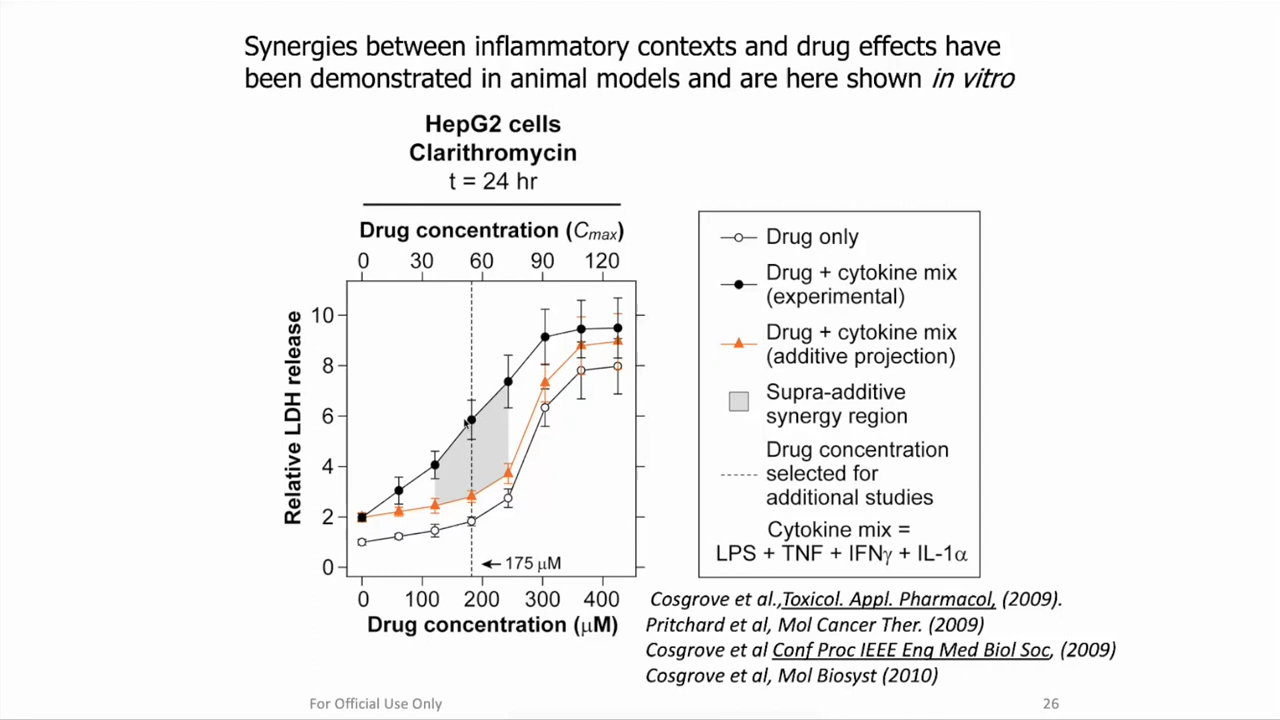 Synergies between inflammatory contexts and drug effects have
been demonstrated in animal models and are here shown in vitro
HepG2 cells
Clarithromycin
t = 24 hr
Drug concentration (Cmax)
0 30 60 90 120
10
8
6
4
2
0
Relative LDH release
175 μM
0 100 200 300 400
Drug concentration (μM)
Drug only
Drug + cytokine mix
(experimental)
Drug + cytokine mix
(additive projection)
Supra-additive
synergy region
Drug concentration
selected for
additional studies
Cytokine mix =
LPS + TNF + IFNγ + IL-1α
Cosgrove et al.,Toxicol. Appl. Pharmacol, (2009).
Pritchard et al, Mol Cancer Ther. (2009)
Cosgrove et al Conf Proc IEEE Eng Med Biol Soc, (2009)
Cosgrove et al, Mol Biosyst (2010)
For Official Use Only
26